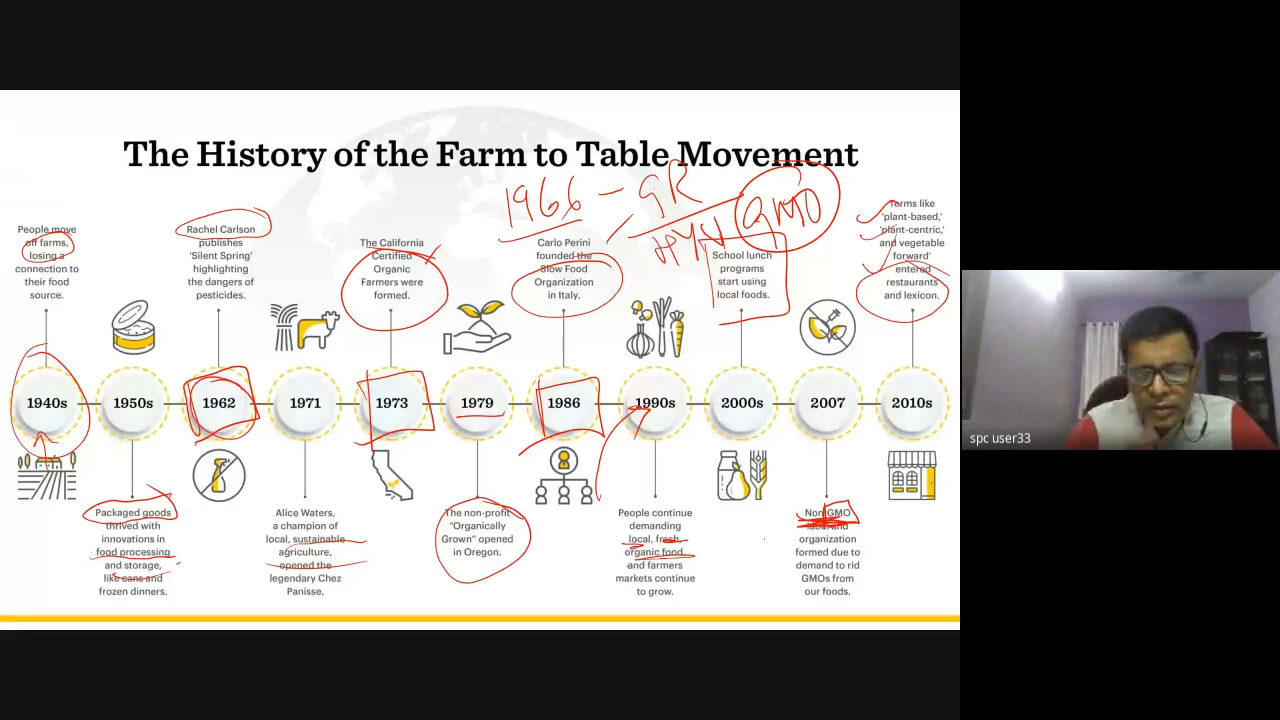 The History of the Farm to Table Movement
1966 - GR
HYV
GMO
People move
off farms,
losing a
connection to
their food
source.
Rachel Carlson
publishes
'Silent Spring'
highlighting
the dangers of
pesticides.
The California
Certified
Organic
Farmers were
formed.
Carlo Perini
founded the
Slow Food
Organization
in Italy.
School lunch
programs
start using
local foods.
Terms like
'plant-based,'
'plant-centric,'
and vegetable
forward'
entered
restaurants
and lexicon.
1940s
1950s
1962
1971
1973
1979
1986
1990s
2000s
2007
2010s
Packaged goods
thrived with
innovations in
food processing
and storage,
like cans and
frozen dinners.
Alice Waters,
a champion of
local, sustainable
agriculture,
opened the
legendary Chez
Panisse.
The non-profit
"Organically
Grown" opened
in Oregon.
People continue
demanding
local, fresh,
organic food,
and farmers
markets continue
to grow.
Non GMO
label and
organization
formed due to
demand to rid
GMOs from
our foods.
spc user33